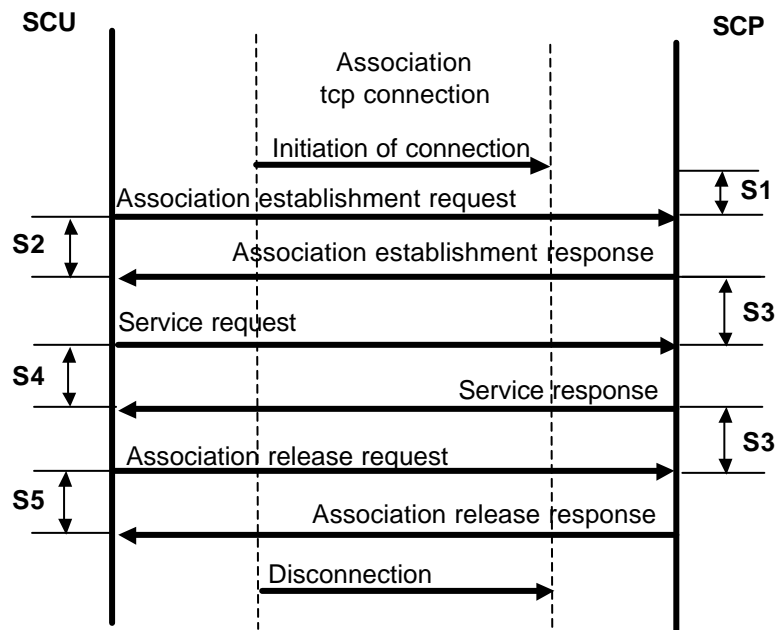 SCU
SCP
Association
tcp connection
Initiation of connection
S1
Association establishment request
S2
Association establishment response
S3
Service request
S4
Service response
S3
Association release request
S5
Association release response
Disconnection